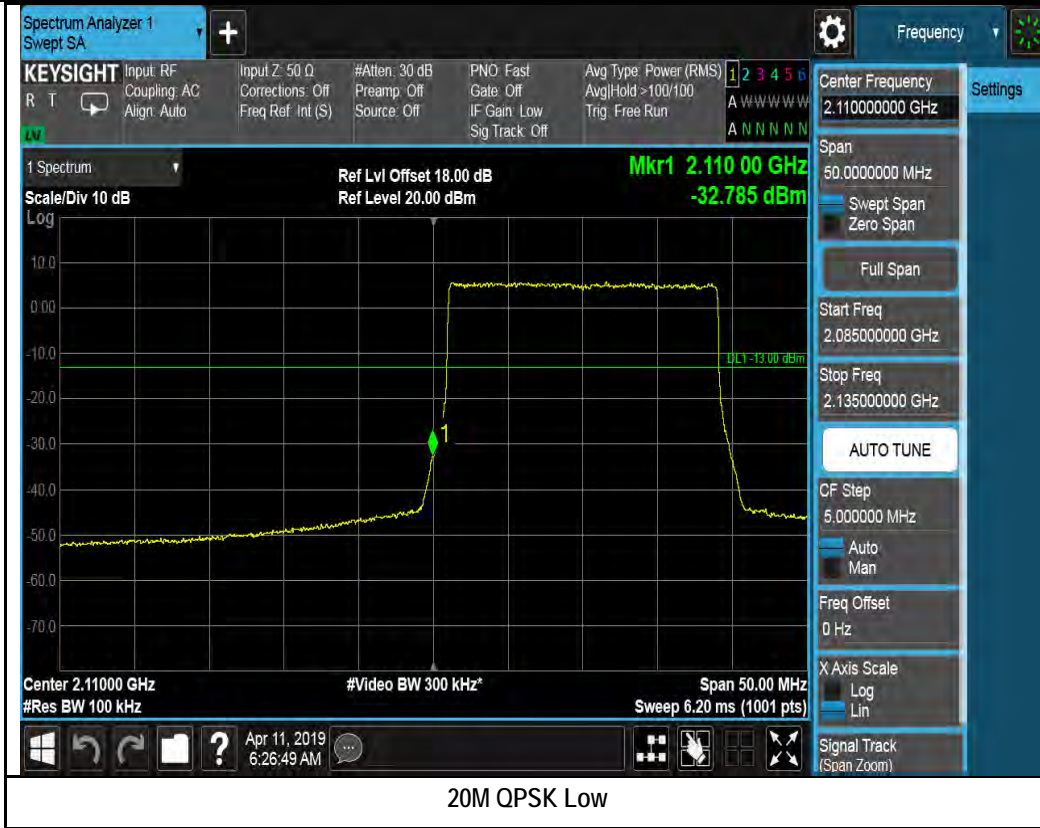 Spectrum Analyzer 1
Swept SA
+
Frequency
KEYSIGHT
R T
LV
Input: RF
Coupling: AC
Align: Auto
Input Z: 50 Ω
Corrections: Off
Freq Ref: Int (S)
#Atten: 30 dB
Preamp: Off
Source: Off
PNO: Fast
Gate: Off
IF Gain: Low
Sig Track: Off
Avg Type: Power (RMS)
Avg|Hold >100/100
Trig: Free Run
1 2 3 4 5 6
A W W W W W
A N N N N N
1 Spectrum
Scale/Div 10 dB
Ref Lvl Offset 18.00 dB
Ref Level 20.00 dBm
Mkr1 2.110 00 GHz
-32.785 dBm
Log
10.0
0.00
-10.0
-20.0
-30.0
-40.0
-50.0
-60.0
-70.0
DL1 -13.00 dBm
1
Center 2.11000 GHz
#Res BW 100 kHz
#Video BW 300 kHz*
Span 50.00 MHz
Sweep 6.20 ms (1001 pts)
?
Apr 11, 2019
6:26:49 AM
Center Frequency
2.110000000 GHz
Settings
Span
50.0000000 MHz
Swept Span
Zero Span
Full Span
Start Freq
2.085000000 GHz
Stop Freq
2.135000000 GHz
AUTO TUNE
CF Step
5.000000 MHz
Auto
Man
Freq Offset
0 Hz
X Axis Scale
Log
Lin
Signal Track
(Span Zoom)
20M QPSK Low